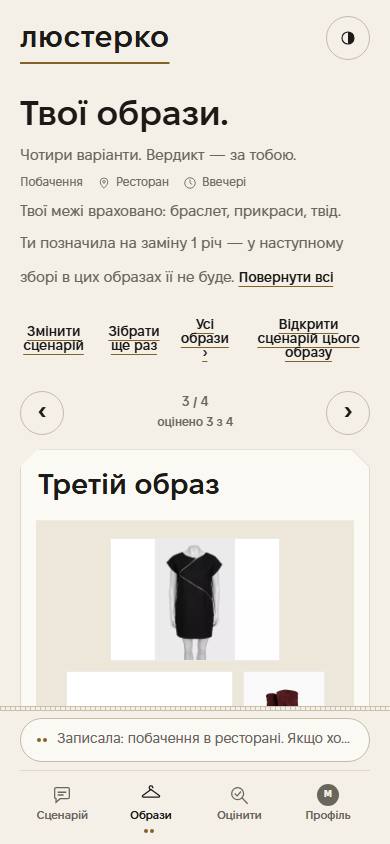 люстерко
Твої образи.
Чотири варіанти. Вердикт — за тобою.
Побачення Ресторан Ввечері
Твої межі враховано: браслет, прикраси, твід.
Ти позначила на заміну 1 річ — у наступному
зборі в цих образах її не буде. Повернути всі
Змінити
сценарій
Зібрати
ще раз
Усі
образи
›
Відкрити
сценарій цього
образу
‹
3 / 4
оцінено 3 з 4
›
Третій образ
Записала: побачення в ресторані. Якщо хо...
Сценарій
Образи
Оцінити
М
Профіль